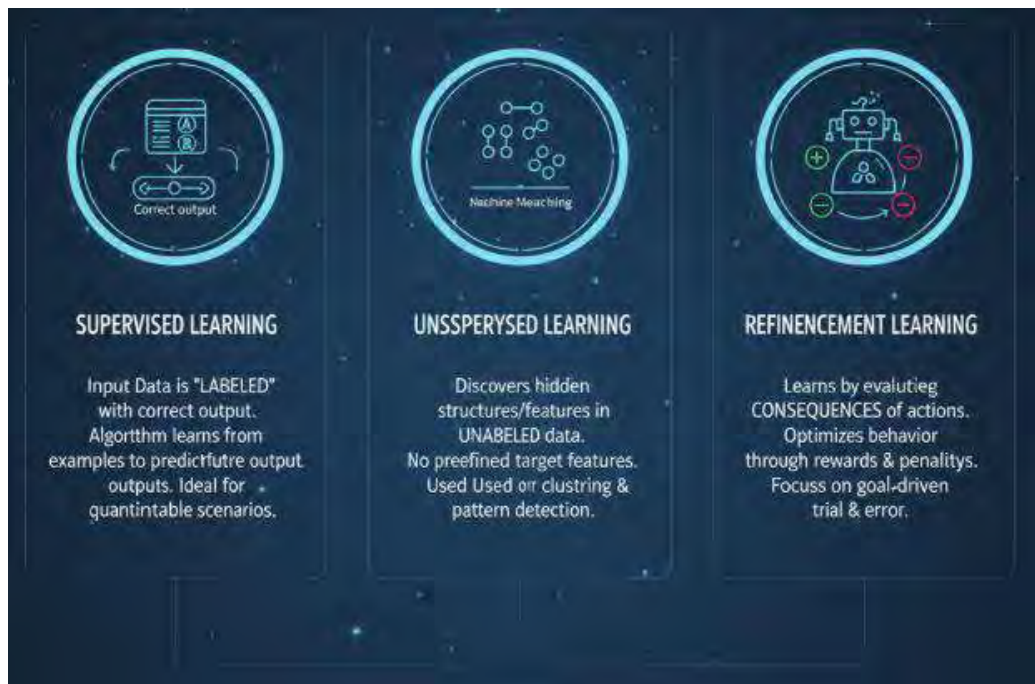 A
B
Correct output
Nachine Meaching
SUPERVISED LEARNING
Input Data is "LABELED"
with correct output.
Algortthm learns from
examples to predictfutre output
outputs. Ideal for
quantintable scenarios.
UNSSPERYSED LEARNING
Discovers hidden
structures/features in
UNABELED data.
No preefined target features.
Used Used orr clustring &
pattern detection.
REFINENCEMENT LEARNING
Learns by evalutieg
CONSEQUENCES of actions.
Optimizes behavior
through rewards & penalitys.
Focuss on goal-driven
trial & error.